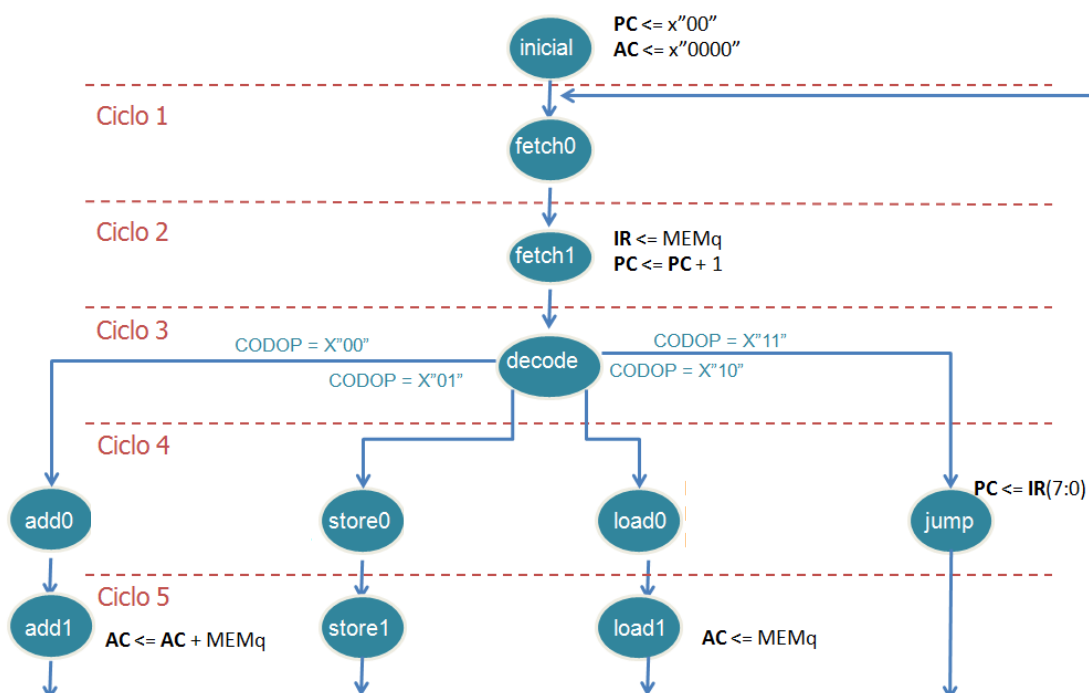 PC <= x”00”
AC <= x”0000”
inicial
Ciclo 1
fetch0
Ciclo 2
fetch1
IR <= MEMq
PC <= PC + 1
Ciclo 3
CODOP = X”00”
CODOP = X”01”
decode
CODOP = X”11”
CODOP = X”10”
Ciclo 4
add0
store0
load0
jump
PC <= IR(7:0)
Ciclo 5
add1
AC <= AC + MEMq
store1
load1
AC <= MEMq